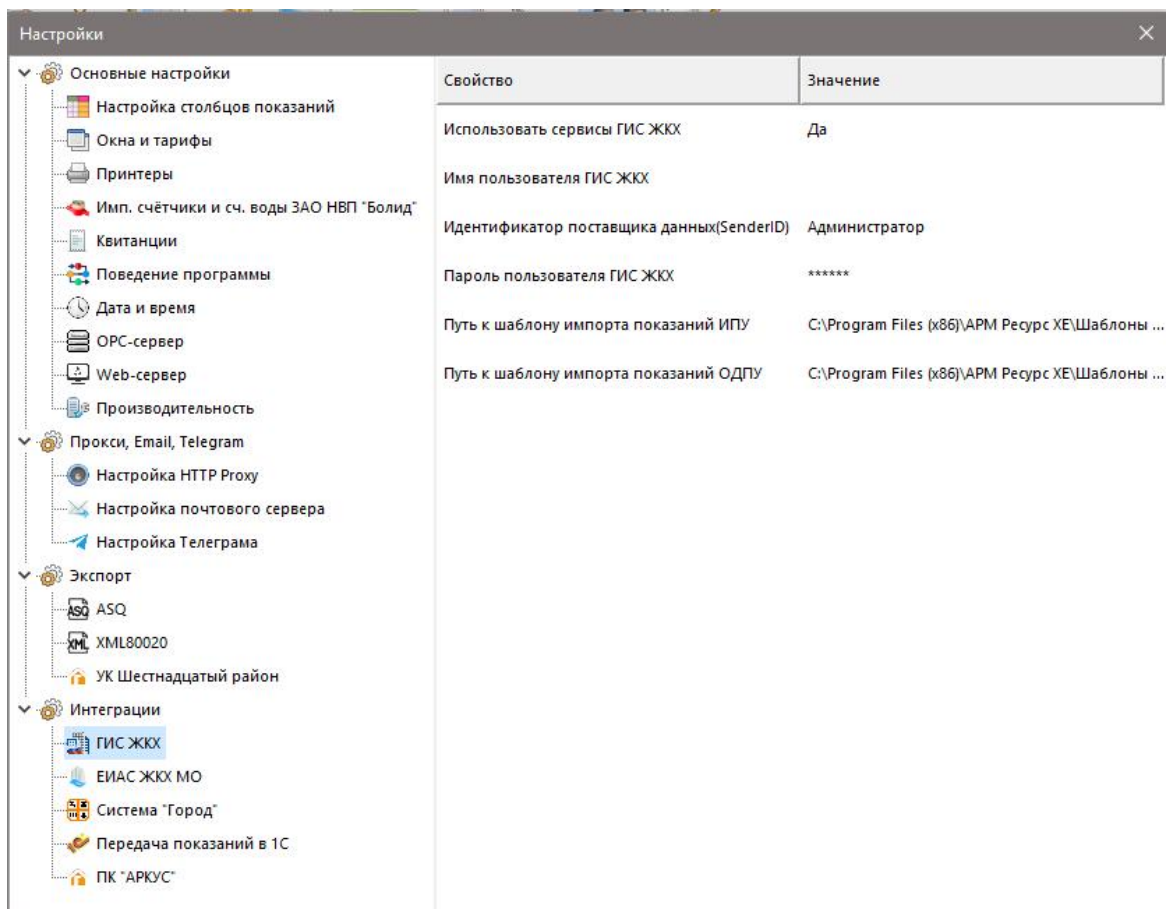 Настройки
Основные настройки
Настройка столбцов показаний
Окна и тарифы
Принтеры
Имп. счётчики и сч. воды ЗАО НВП "Болид"
Квитанции
Поведение программы
Дата и время
ОРС-сервер
Web-сервер
Производительность
Прокси, Email, Telegram
Настройка HTTP Proxy
Настройка почтового сервера
Настройка Телеграма
Экспорт
ASQ ASQ
XML XML80020
УК Шестнадцатый район
Интеграции
ГИС ЖКХ
ЕИАС ЖКХ МО
Система "Город"
Передача показаний в 1С
ПК "АРКУС"
Свойство Значение
Использовать сервисы ГИС ЖКХ Да
Имя пользователя ГИС ЖКХ
Идентификатор поставщика данных(SenderID) Администратор
Пароль пользователя ГИС ЖКХ ******
Путь к шаблону импорта показаний ИПУ C:\Program Files (x86)\АРМ Ресурс ХЕ\Шаблоны ...
Путь к шаблону импорта показаний ОДПУ C:\Program Files (x86)\АРМ Ресурс ХЕ\Шаблоны ...